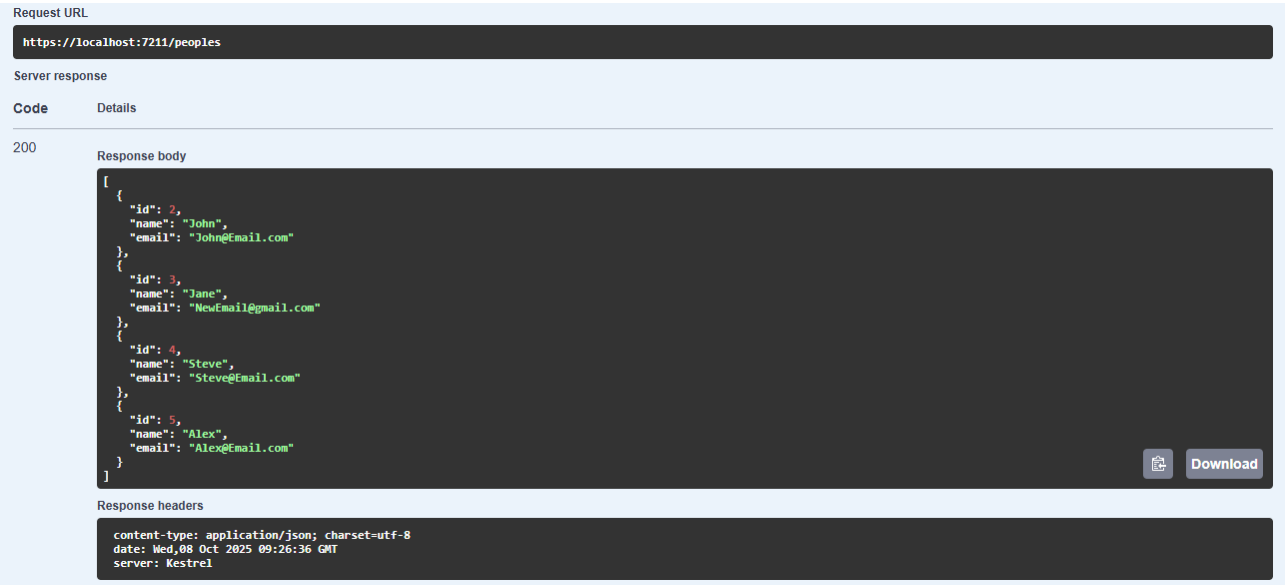 Request URL
https://localhost:7211/peoples
Server response
Code Details
200
Response body
[
  {
    "id": 2,
    "name": "John",
    "email": "John@Email.com"
  },
  {
    "id": 3,
    "name": "Jane",
    "email": "NewEmail@gmail.com"
  },
  {
    "id": 4,
    "name": "Steve",
    "email": "Steve@Email.com"
  },
  {
    "id": 5,
    "name": "Alex",
    "email": "Alex@Email.com"
  }
]
Download
Response headers
content-type: application/json; charset=utf-8
date: Wed,08 Oct 2025 09:26:36 GMT
server: Kestrel